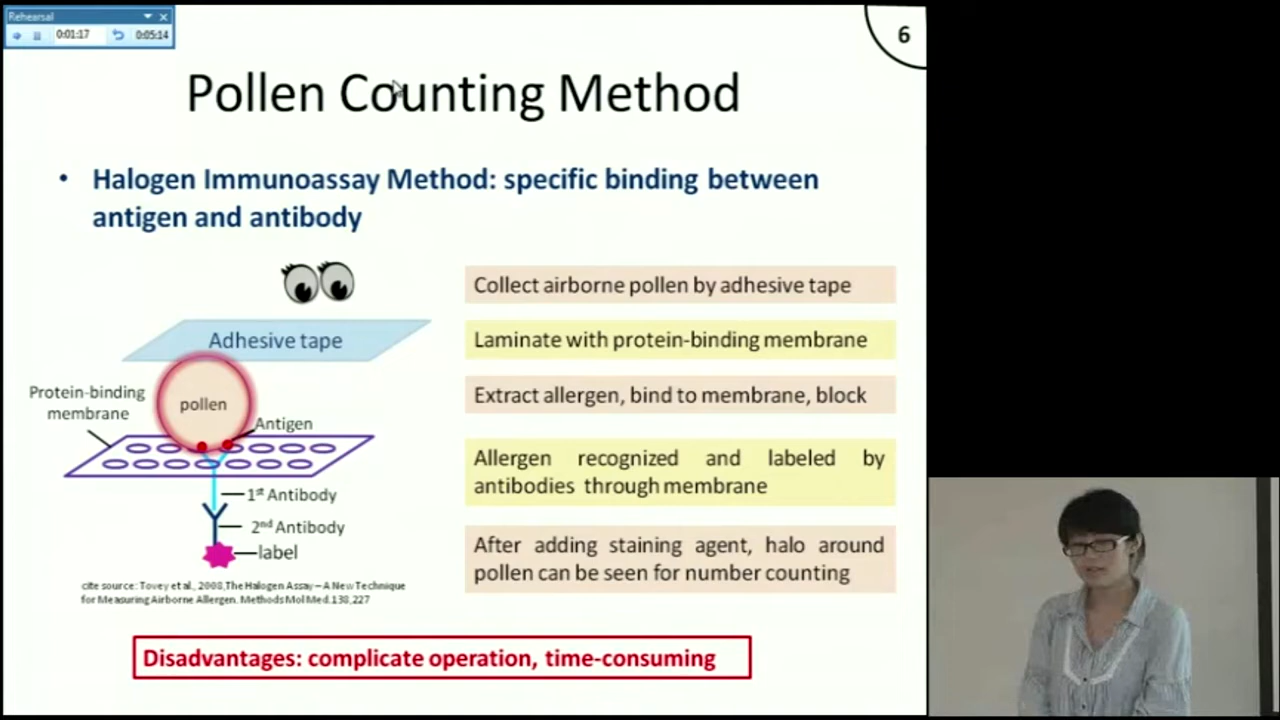 Rehearsal
0:01:17
0:05:14
6
Pollen Counting Method
• Halogen Immunoassay Method: specific binding between
antigen and antibody
Adhesive tape
Protein-binding
membrane
pollen
Antigen
1st Antibody
2nd Antibody
label
cite source: Tovey et al., 2008,The Halogen Assay—A New Technique
for Measuring Airborne Allergen. Methods Mol Med.138,227
Collect airborne pollen by adhesive tape
Laminate with protein-binding membrane
Extract allergen, bind to membrane, block
Allergen recognized and labeled by
antibodies through membrane
After adding staining agent, halo around
pollen can be seen for number counting
Disadvantages: complicate operation, time-consuming